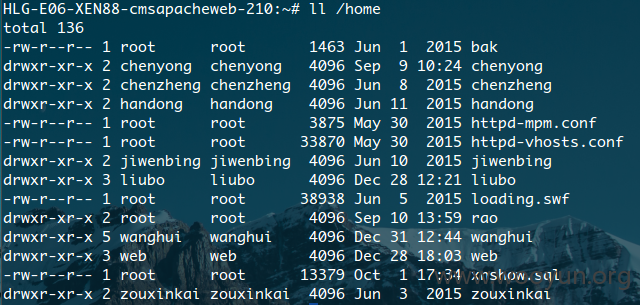 HLG-E06-XEN88-cmsapacheweb-210:~# ll /home
total 136
-rw-r--r-- 1 root root 1463 Jun 1 2015 bak
drwxr-xr-x 2 chenyong chenyong 4096 Sep 9 10:24 chenyong
drwxr-xr-x 2 chenzheng chenzheng 4096 Jun 8 2015 chenzheng
drwxr-xr-x 2 handong handong 4096 Jun 11 2015 handong
-rw-r--r-- 1 root root 3875 May 30 2015 httpd-mpm.conf
-rw-r--r-- 1 root root 33870 May 30 2015 httpd-vhosts.conf
drwxr-xr-x 2 jiwenbing jiwenbing 4096 Jun 10 2015 jiwenbing
drwxr-xr-x 3 liubo liubo 4096 Dec 28 12:21 liubo
-rw-r--r-- 1 root root 38938 Jun 5 2015 loading.swf
drwxr-xr-x 2 root root 4096 Sep 10 13:59 rao
drwxr-xr-x 5 wanghui wanghui 4096 Dec 31 12:44 wanghui
drwxr-xr-x 3 web web 4096 Dec 28 18:03 web
-rw-r--r-- 1 root root 13379 Oct 1 17:34 xnshow.sql
drwxr-xr-x 2 zouxinkai zouxinkai 4096 Jun 3 2015 zouxinkai